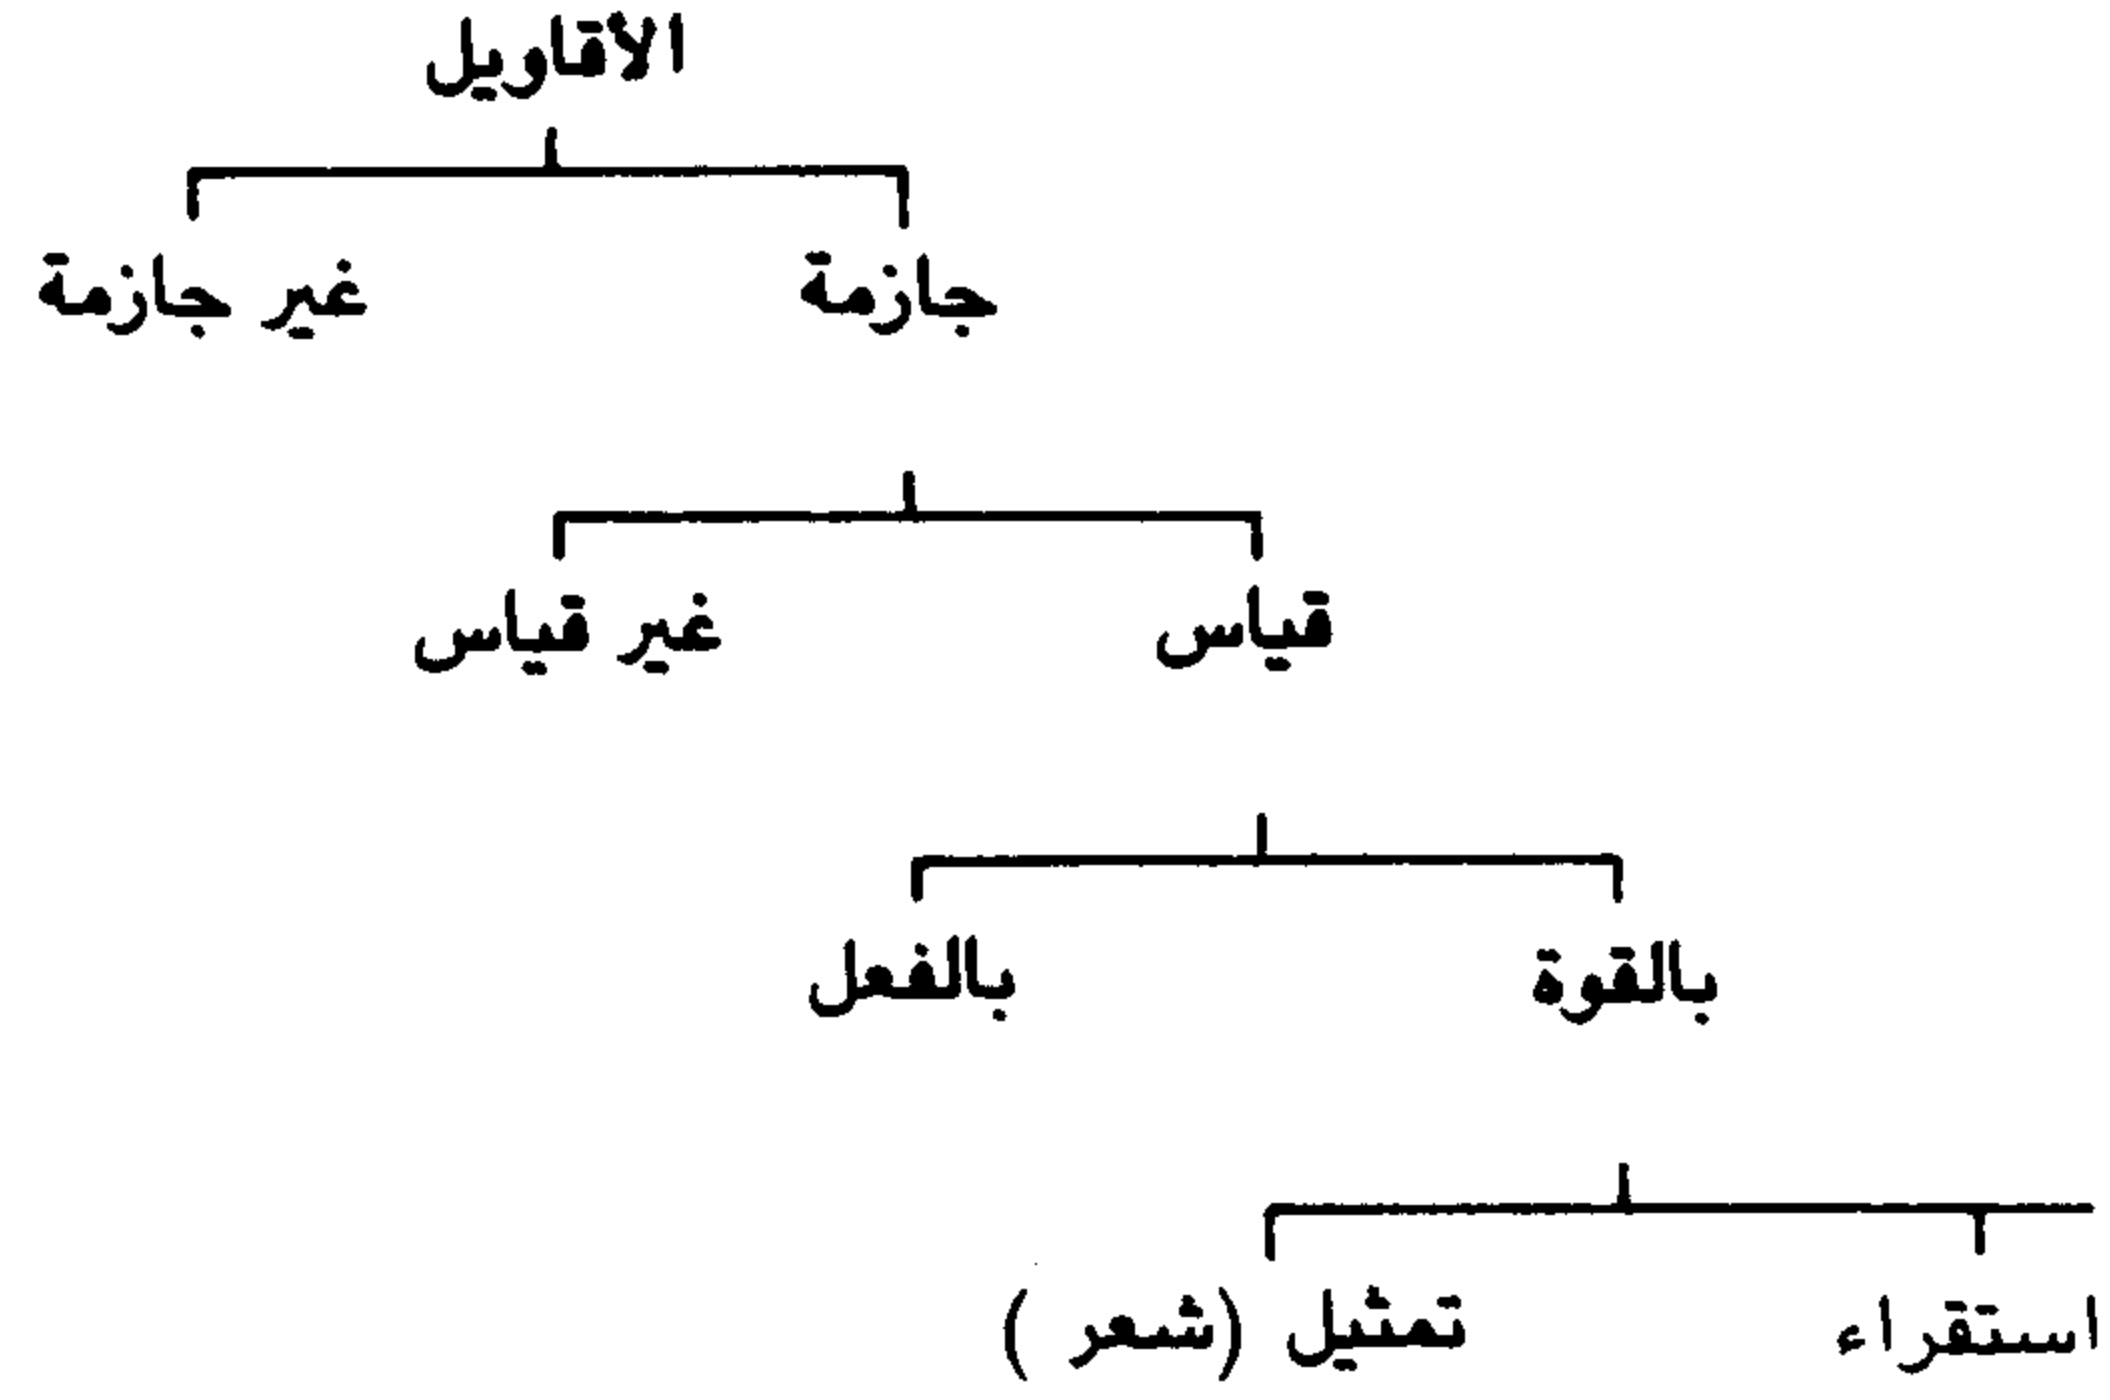 الأقاويل
جازمة غير جازمة
قياس غير قياس
بالقوة بالفعل
استقراء تمثيل (شعر )